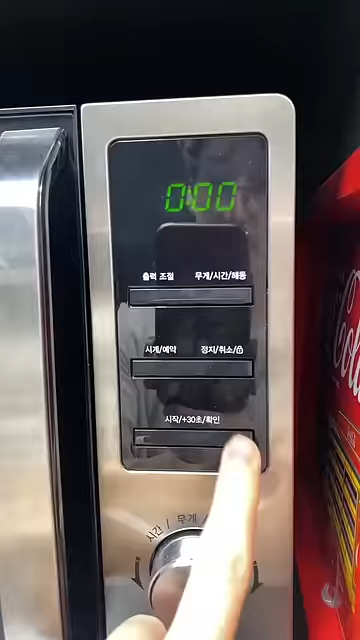 0:00
출력 조절 무게/시간/해동
시계/예약 정지/취소/
시작/+30초/확인
시간/무게/